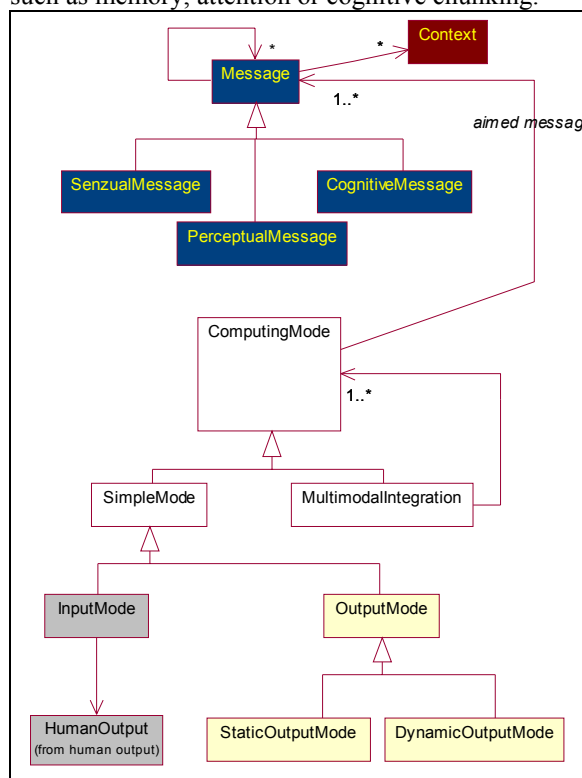 such as memory, attention or cognitive chunking.
Context
*
*
Message
1..*
aimed message
SenzualMessage
CognitiveMessage
PerceptualMessage
ComputingMode
1..*
SimpleMode
MultimodalIntegration
InputMode
OutputMode
HumanOutput
(from human output)
StaticOutputMode
DynamicOutputMode